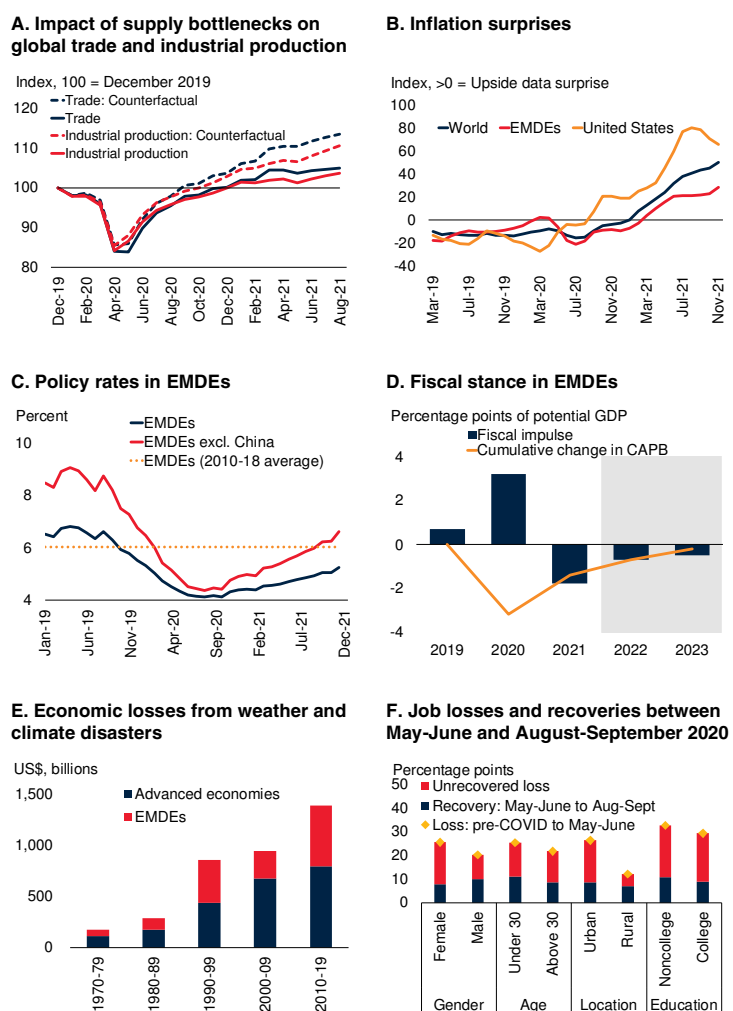 A. Impact of supply bottlenecks on
global trade and industrial production
Index, 100 = December 2019
120
110
100
90
80
Trade: Counterfactual
Trade
Industrial production: Counterfactual
Industrial production
Dec-19
Feb-20
Apr-20
Jun-20
Aug-20
Oct-20
Dec-20
Feb-21
Apr-21
Jun-21
Aug-21
B. Inflation surprises
Index, >0 = Upside data surprise
100
80
60
40
20
0
-20
-40
World
EMDEs
United States
Mar-19
Jul-19
Nov-19
Mar-20
Jul-20
Nov-20
Mar-21
Jul-21
Nov-21
C. Policy rates in EMDEs
Percent
10
8
6
4
EMDEs
EMDEs excl. China
EMDEs (2010-18 average)
Jan-19
Jun-19
Nov-19
Apr-20
Sep-20
Feb-21
Jul-21
Dec-21
D. Fiscal stance in EMDEs
Percentage points of potential GDP
4
2
0
-2
-4
Fiscal impulse
Cumulative change in CAPB
2019
2020
2021
2022
2023
E. Economic losses from weather and
climate disasters
US$, billions
1,500
1,000
500
0
Advanced economies
EMDEs
1970-79
1980-89
1990-99
2000-09
2010-19
F. Job losses and recoveries between
May-June and August-September 2020
Percentage points
50
40
30
20
10
0
Unrecovered loss
Recovery: May-June to Aug-Sept
Loss: pre-COVID to May-June
Female
Male
Under 30
Above 30
Urban
Rural
Noncollege
College
Gender
Age
Location
Education